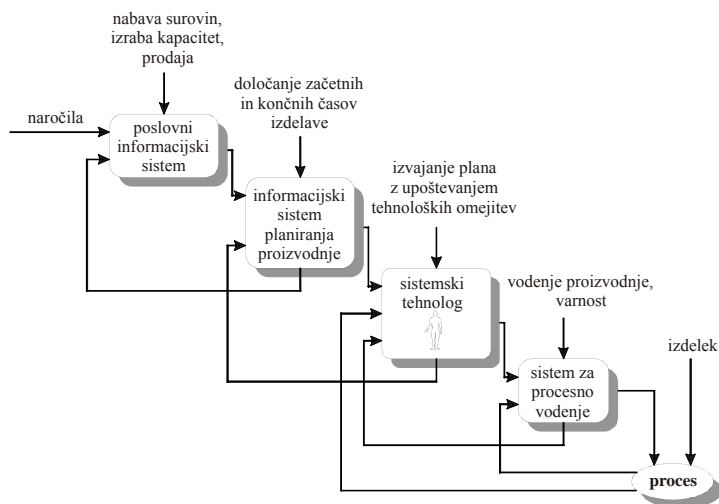 nabava surovin,
izraba kapacitet,
prodaja
naročila
poslovni
informacijski
sistem
določanje začetnih
in končnih časov
izdelave
informacijski
sistem
planiranja
proizvodnje
izvajanje plana
z upoštevanjem
tehnoloških omejitev
sistemski
tehnolog
vodenje proizvodnje,
varnost
sistem za
procesno
vodenje
izdelek
proces